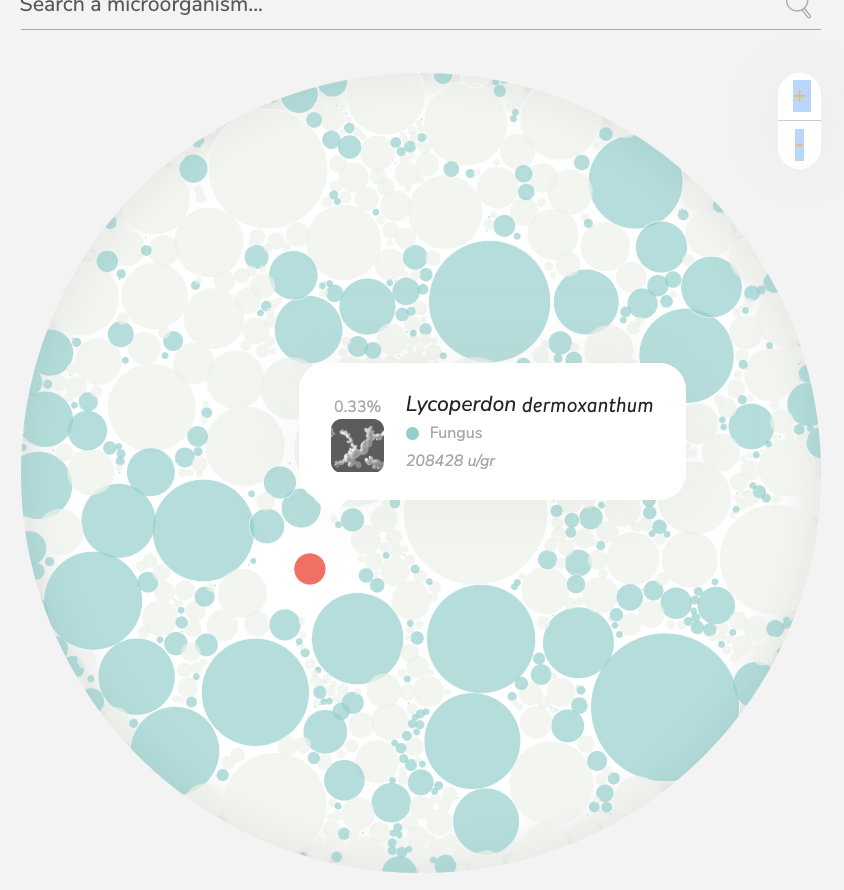 Search a microorganism...
+
-
0.33%
Lycoperdon dermoxanthum
Fungus
208428 u/gr